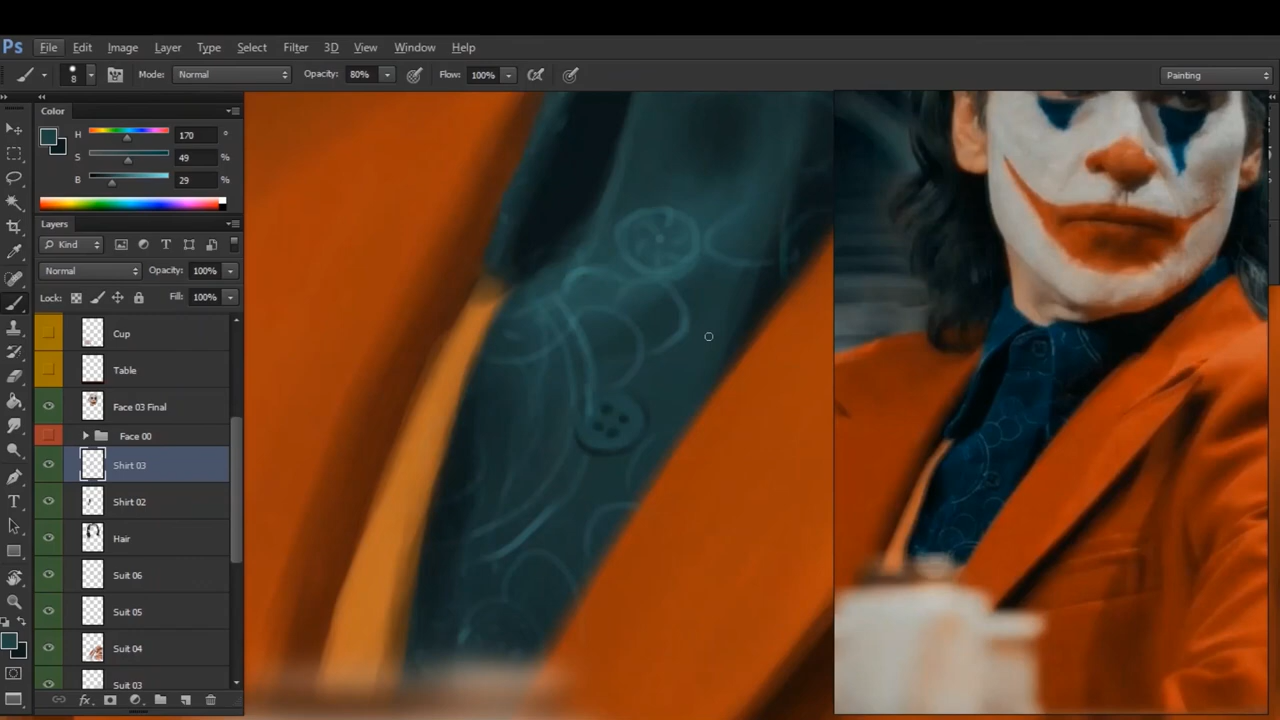 Ps File Edit Image Layer Type Select Filter 3D View Window Help
8 Mode: Normal Opacity: 80% Flow: 100% Painting
Color
H 170 °
S 49 %
B 29 %
Layers
Kind
Normal Opacity: 100%
Lock: Fill: 100%
Cup
Table
Face 03 Final
Face 00
Shirt 03
Shirt 02
Hair
Suit 06
Suit 05
Suit 04
Suit 03
fx